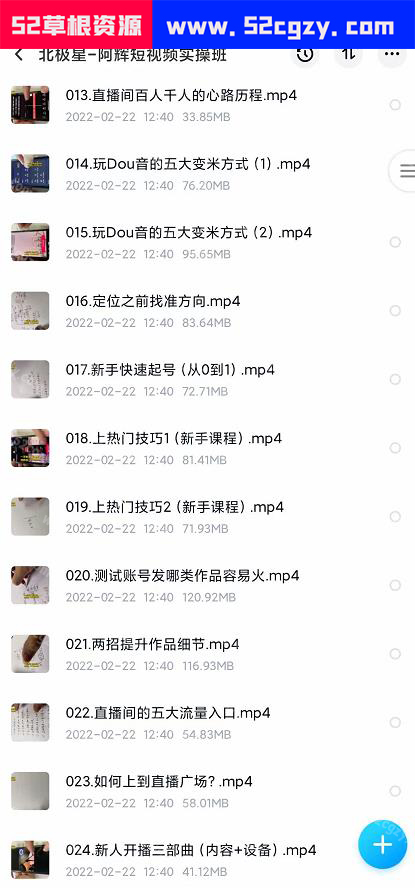 52草根资源 www.52cgzy.com
北极星-阿辉短视频实操班
013.直播间百人千人的心路历程.mp4
2022-02-22 12:40 33.85MB
014.玩Dou音的五大变米方式（1）.mp4
2022-02-22 12:40 76.20MB
015.玩Dou音的五大变米方式（2）.mp4
2022-02-22 12:40 95.65MB
016.定位之前找准方向.mp4
2022-02-22 12:40 83.64MB
017.新手快速起号（从0到1）.mp4
2022-02-22 12:40 72.71MB
018.上热门技巧1（新手课程）.mp4
2022-02-22 12:40 81.41MB
019.上热门技巧2（新手课程）.mp4
2022-02-22 12:40 71.93MB
020.测试账号发哪类作品容易火.mp4
2022-02-22 12:40 120.92MB
021.两招提升作品细节.mp4
2022-02-22 12:40 116.93MB
022.直播间的五大流量入口.mp4
2022-02-22 12:40 54.83MB
023.如何上到直播广场？.mp4
2022-02-22 12:40 58.01MB
024.新人开播三部曲（内容+设备）.mp4
2022-02-22 12:40 41.12MB